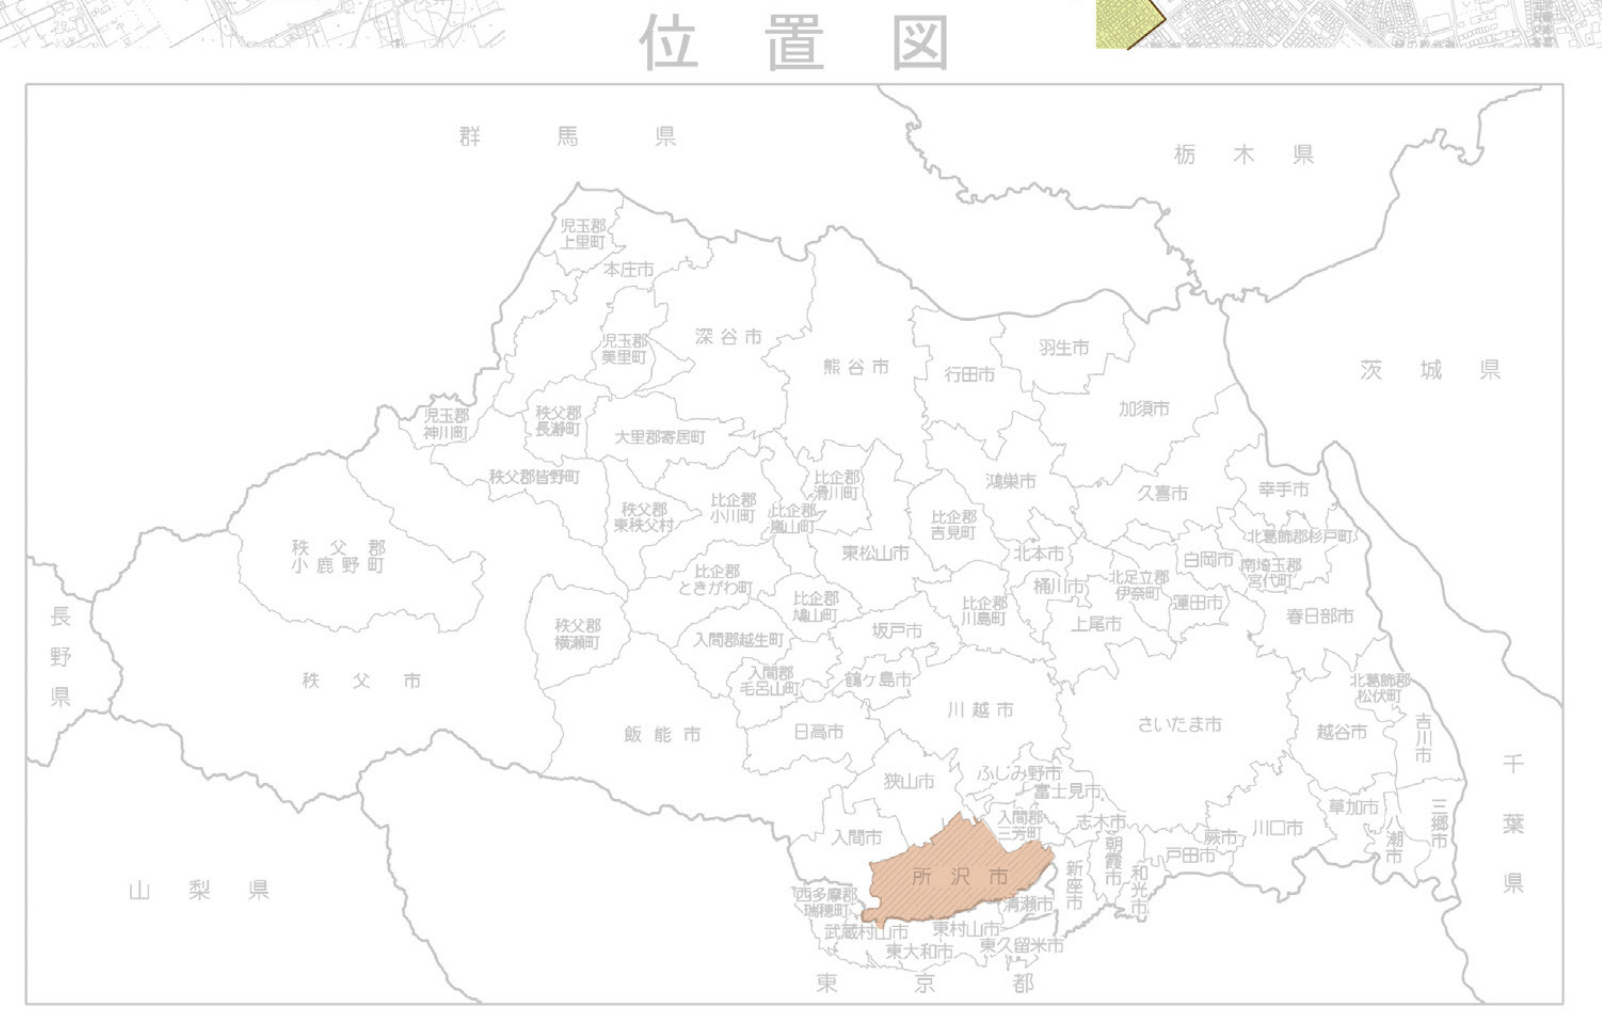 位置図
群馬県
栃木県
児玉郡
上里町
本庄市
児玉郡
美里町
深谷市
熊谷市
行田市
羽生市
茨城県
加須市
児玉郡
神川町
秩父郡
長瀞町
大里郡寄居町
秩父郡皆野町
秩父郡
東秩父村
比企郡
小川町
比企郡
嵐山町
比企郡
滑川町
比企郡
吉見町
鴻巣市
久喜市
幸手市
北葛飾郡杉戸町
秩父郡
小鹿野町
東松山市
北本市
白岡市
南埼玉郡
宮代町
比企郡
ときがわ町
桶川市
北足立郡
伊奈町
蓮田市
比企郡
鳩山町
比企郡
川島町
上尾市
春日部市
長野県
秩父郡
横瀬町
入間郡越生町
坂戸市
秩父市
入間郡
毛呂山町
鶴ヶ島市
北葛飾郡
松伏町
飯能市
日高市
川越市
さいたま市
越谷市
吉川市
千葉県
狭山市
ふじみ野市
富士見市
入間市
入間郡
三芳町
志木市
朝霞市
和光市
新座市
戸田市
蕨市
川口市
草加市
八潮市
三郷市
山梨県
所沢市
西多摩郡
瑞穂町
清瀬市
武蔵村山市
東村山市
東大和市
東久留米市
東京都